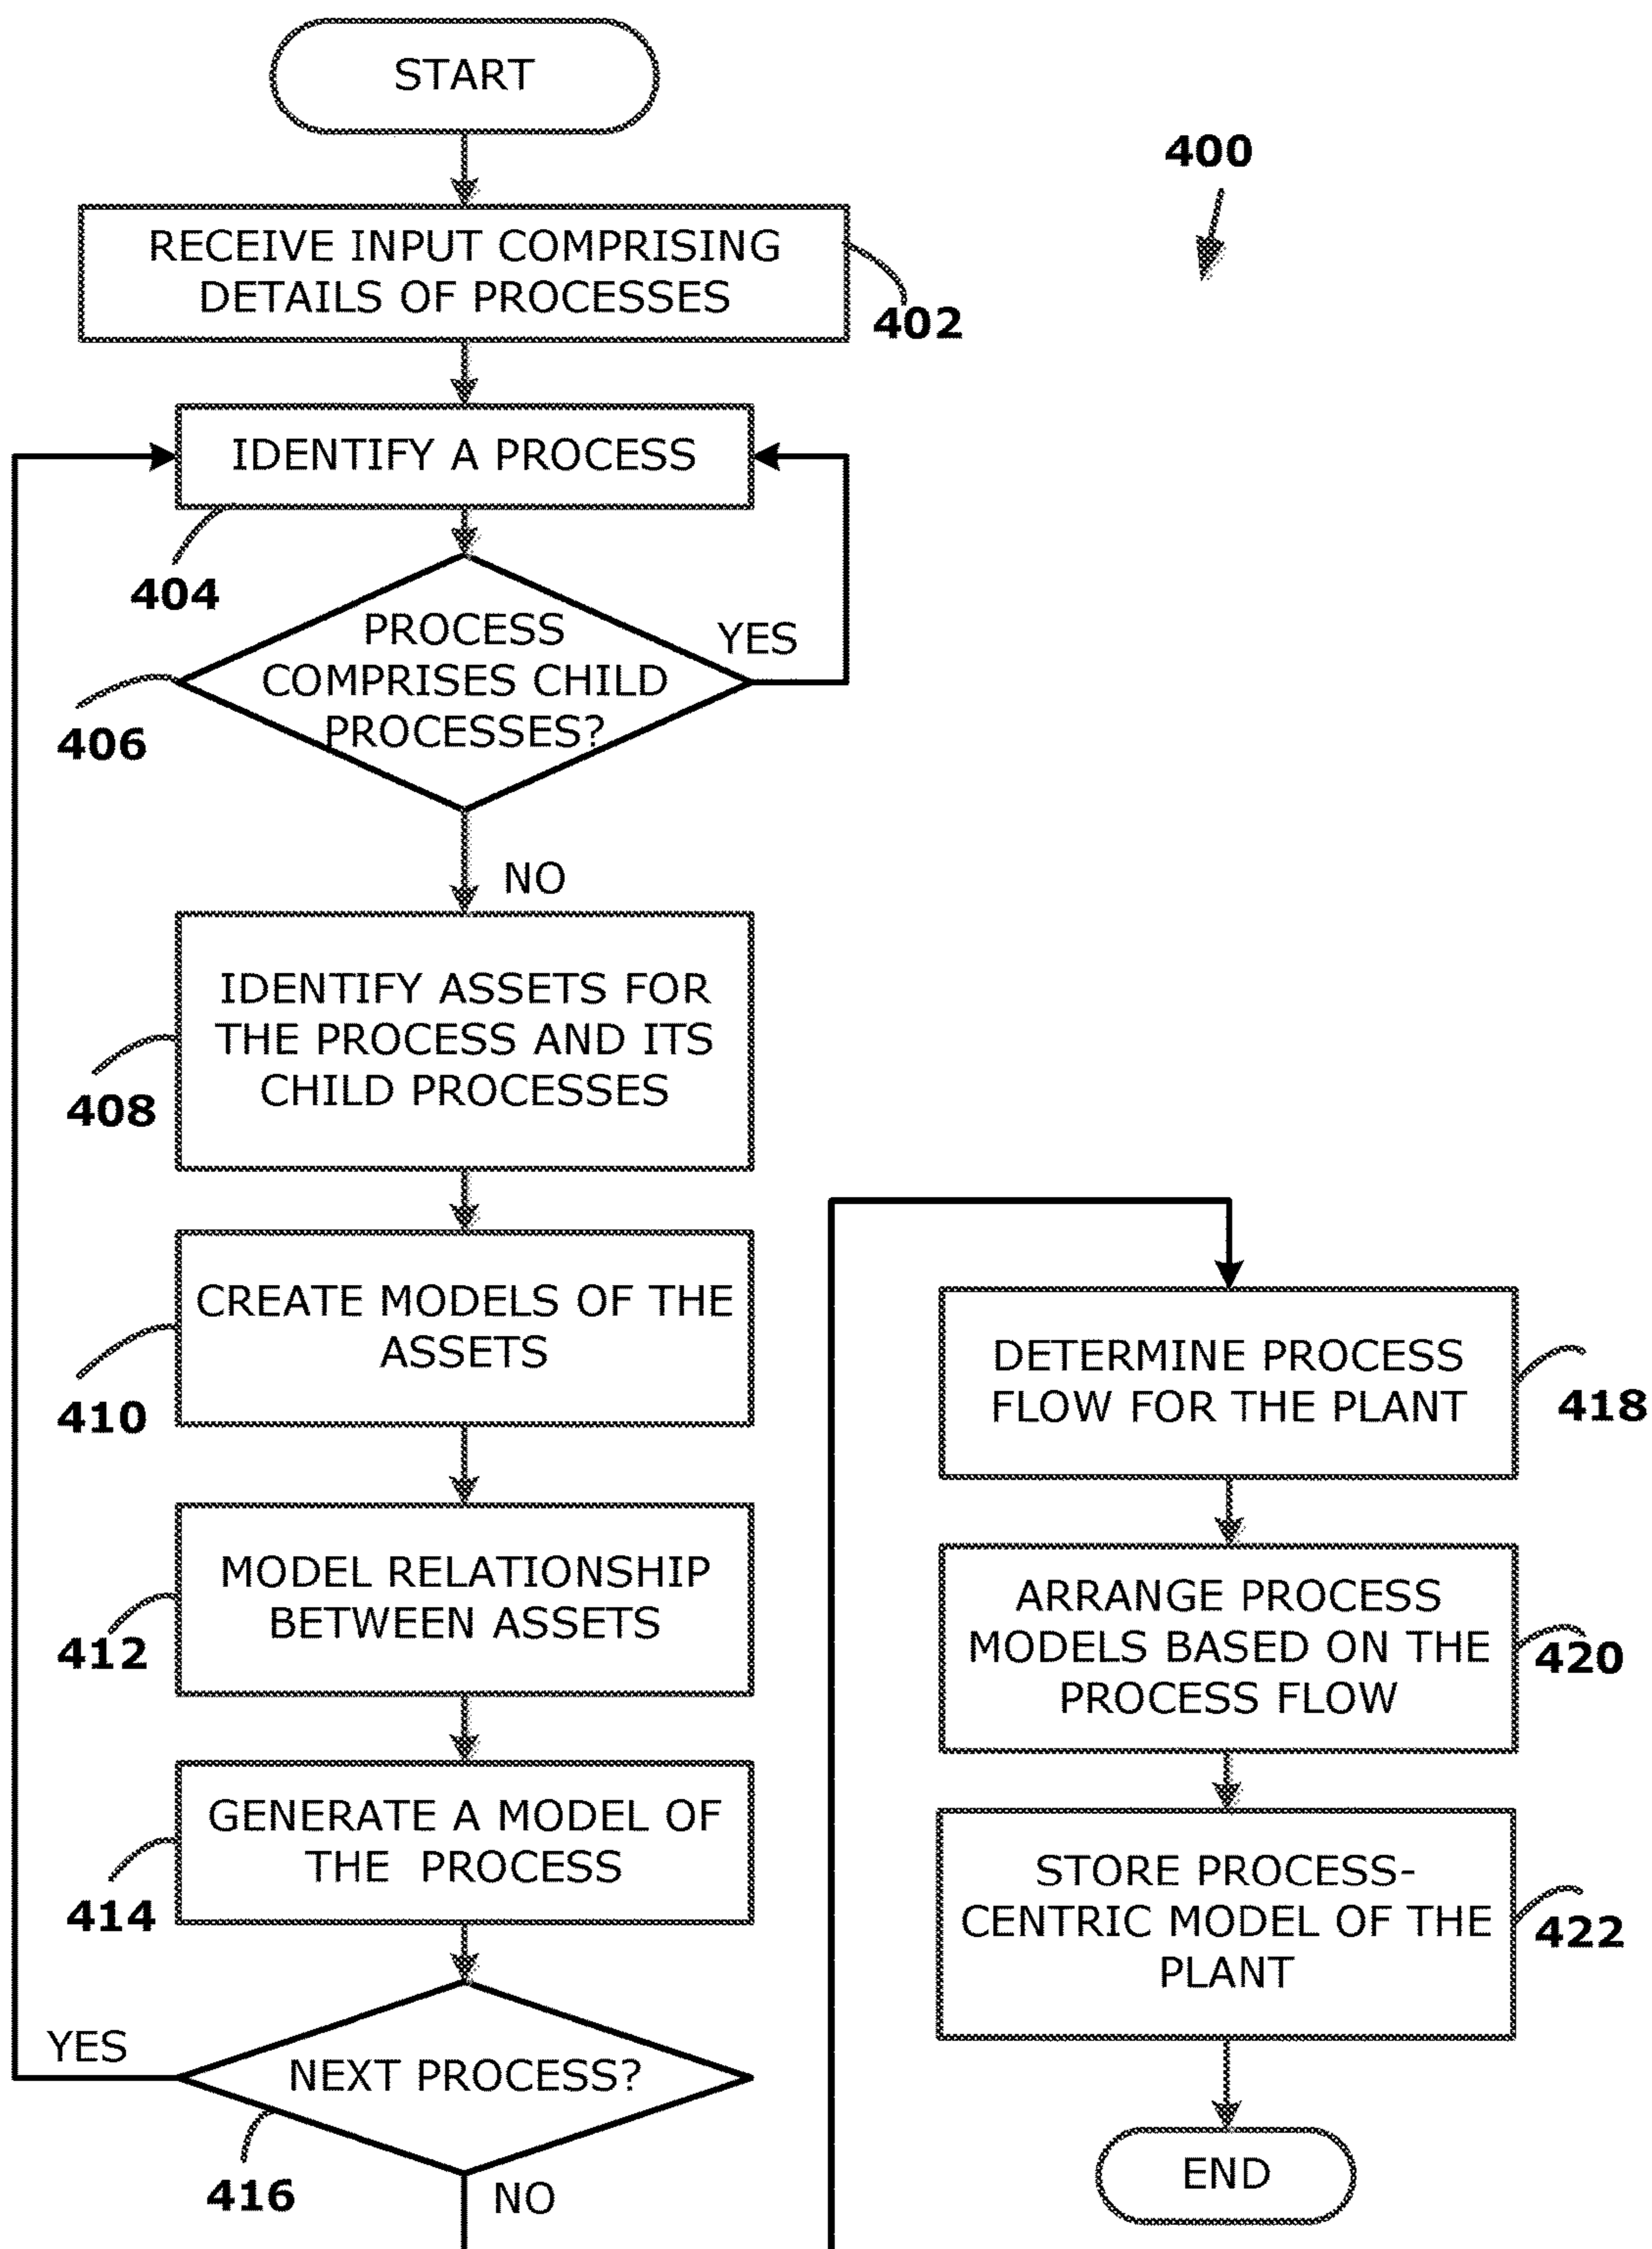 START
400
RECEIVE INPUT COMPRISING
DETAILS OF PROCESSES
402
IDENTIFY A PROCESS
404
PROCESS
COMPRISES CHILD
PROCESSES?
YES
406
NO
IDENTIFY ASSETS FOR
THE PROCESS AND ITS
CHILD PROCESSES
408
CREATE MODELS OF THE
ASSETS
410
MODEL RELATIONSHIP
BETWEEN ASSETS
412
GENERATE A MODEL OF
THE PROCESS
414
YES
NEXT PROCESS?
416
NO
DETERMINE PROCESS
FLOW FOR THE PLANT
418
ARRANGE PROCESS
MODELS BASED ON THE
PROCESS FLOW
420
STORE PROCESS-
CENTRIC MODEL OF THE
PLANT
422
END